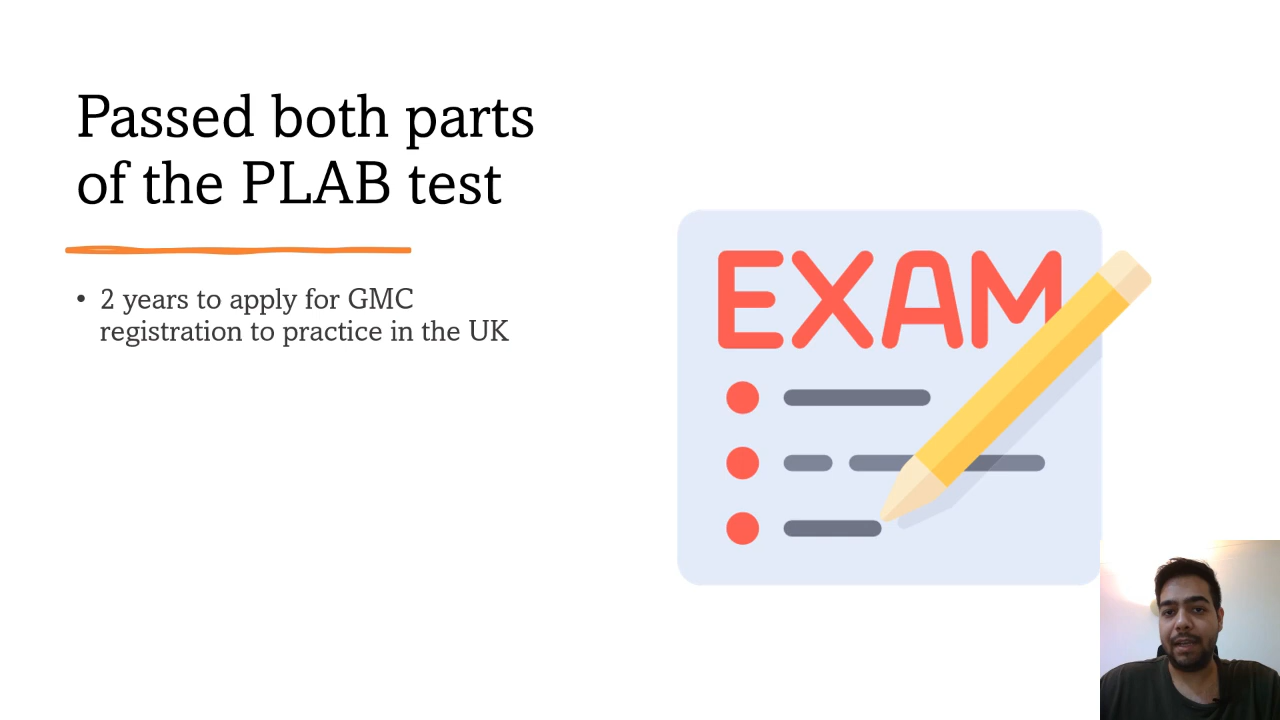 Passed both parts
of the PLAB test
• 2 years to apply for GMC
registration to practice in the UK
EXAM